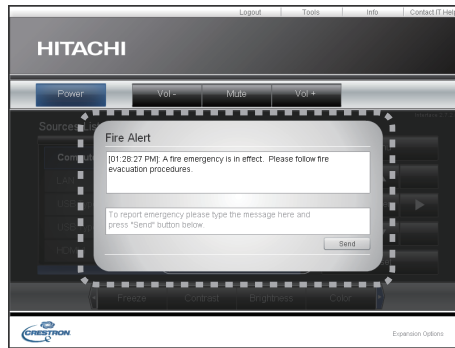 Logout Tools Info Contact IT Help
HITACHI
Power Vol - Mute Vol +
Sources List
Fire Alert
[01:28:27 PM]: A fire emergency is in effect. Please follow fire
evacuation procedures.
To report emergency please type the message here and
press "Send" button below.
Send
Freeze Contrast Brightness Color
CRESTRON
Expansion Options